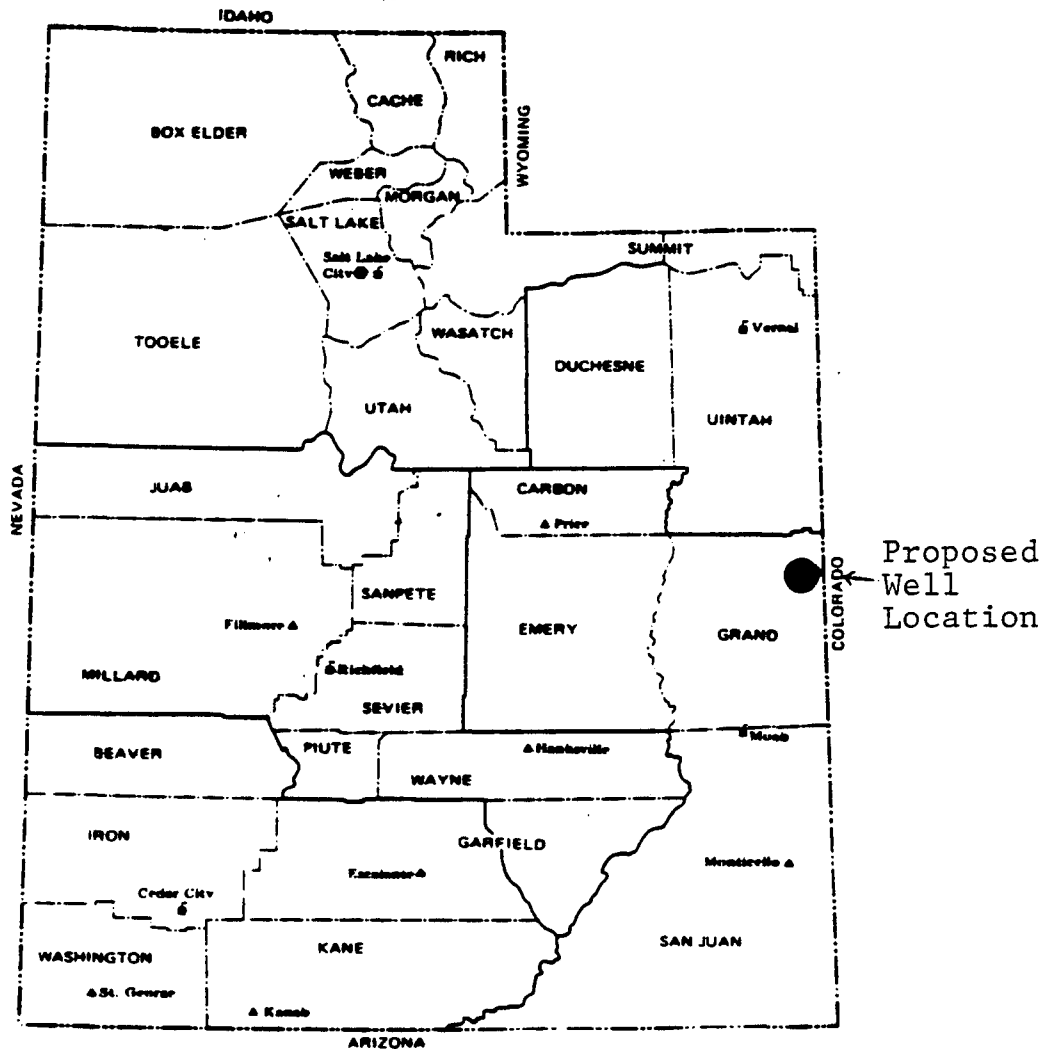 IDAHO
RICH
CACHE
BOX ELDER
WYOMING
WEBER
MORGAN
SALT LAKE
SUMMIT
Salt Lake
City
TOOELE
WASATCH
Vernal
DUCHESNE
UTAH
UINTAH
NEVADA
JUAB
CARBON
Price
Proposed
Well
Location
COLORADO
SANPETE
Fillmore
EMERY
GRAND
Richfield
MILLARD
SEVIER
BEAVER
PIUTE
Hanksville
Moab
WAYNE
IRON
GARFIELD
Escalante
Monticello
Cedar City
KANE
SAN JUAN
WASHINGTON
St. George
Kanab
ARIZONA